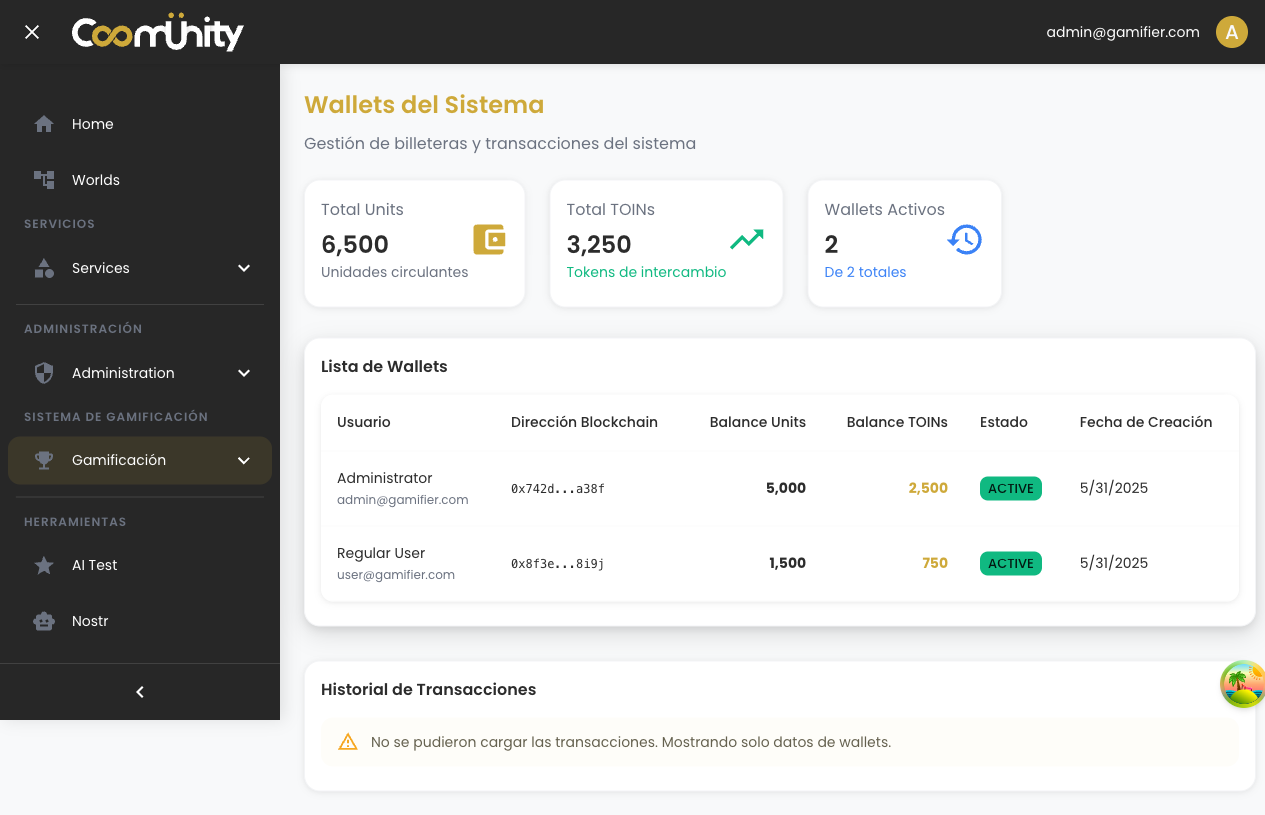 CoomÜnity
admin@gamifier.com
A
Home
Worlds
SERVICIOS
Services
ADMINISTRACIÓN
Administration
SISTEMA DE GAMIFICACIÓN
Gamificación
HERRAMIENTAS
AI Test
Nostr
Wallets del Sistema
Gestión de billeteras y transacciones del sistema
Total Units
6,500
Unidades circulantes
Total TOINs
3,250
Tokens de intercambio
Wallets Activos
2
De 2 totales
Lista de Wallets
Usuario Dirección Blockchain Balance Units Balance TOINs Estado Fecha de Creación
Administrator
admin@gamifier.com
0x742d...a38f 5,000 2,500 ACTIVE 5/31/2025
Regular User
user@gamifier.com
0x8f3e...8i9j 1,500 750 ACTIVE 5/31/2025
Historial de Transacciones
No se pudieron cargar las transacciones. Mostrando solo datos de wallets.